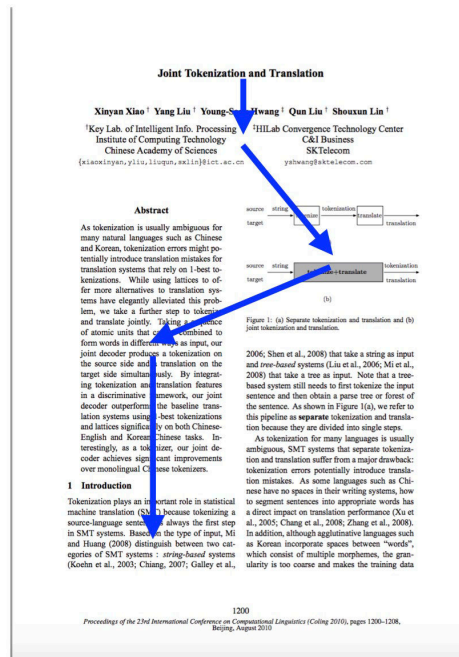 Joint Tokenization and Translation
Xinyan Xiao † Yang Liu † Young-S Hwang ‡ Qun Liu † Shouxun Lin †
†Key Lab. of Intelligent Info. Processing
Institute of Computing Technology
Chinese Academy of Sciences
{xiaoxinyan,yliu,liuqun,sxlin}@ict.ac.cn
‡HILab Convergence Technology Center
C&I Business
SKTelecom
yshwang@sktelecom.com
Abstract
As tokenization is usually ambiguous for
many natural languages such as Chinese
and Korean, tokenization errors might po-
tentially introduce translation mistakes for
translation systems that rely on 1-best to-
kenizations. While using lattices to of-
fer more alternatives to translation sys-
tems have elegantly alleviated this prob-
lem, we take a further step to tokenize
and translate jointly. Taking a sequence
of atomic units that can be combined to
form words in different ways as input, our
joint decoder produces a tokenization on
the source side and a translation on the
target side simultaneously. By integrat-
ing tokenization and translation features
in a discriminative framework, our joint
decoder outperforms the baseline trans-
lation systems using 1-best tokenizations
and lattices significantly on both Chinese-
English and Korean-Chinese tasks. In-
terestingly, as a tokenizer, our joint de-
coder achieves significant improvements
over monolingual Chinese tokenizers.
1 Introduction
Tokenization plays an important role in statistical
machine translation (SMT) because tokenizing a
source-language sentence is always the first step
in SMT systems. Based on the type of input, Mi
and Huang (2008) distinguish between two cat-
egories of SMT systems : string-based systems
(Koehn et al., 2003; Chiang, 2007; Galley et al.,
source string tokenization
tokenize translate
target translation
source string tokenization
tokenize+translate
target translation
(b)
Figure 1: (a) Separate tokenization and translation and (b)
joint tokenization and translation.
2006; Shen et al., 2008) that take a string as input
and tree-based systems (Liu et al., 2006; Mi et al.,
2008) that take a tree as input. Note that a tree-
based system still needs to first tokenize the input
sentence and then obtain a parse tree or forest of
the sentence. As shown in Figure 1(a), we refer to
this pipeline as separate tokenization and transla-
tion because they are divided into single steps.
As tokenization for many languages is usually
ambiguous, SMT systems that separate tokeniza-
tion and translation suffer from a major drawback:
tokenization errors potentially introduce transla-
tion mistakes. As some languages such as Chi-
nese have no spaces in their writing systems, how
to segment sentences into appropriate words has
a direct impact on translation performance (Xu et
al., 2005; Chang et al., 2008; Zhang et al., 2008).
In addition, although agglutinative languages such
as Korean incorporate spaces between “words”,
which consist of multiple morphemes, the gran-
ularity is too coarse and makes the training data
1200
Proceedings of the 23rd International Conference on Computational Linguistics (Coling 2010), pages 1200–1208,
Beijing, August 2010